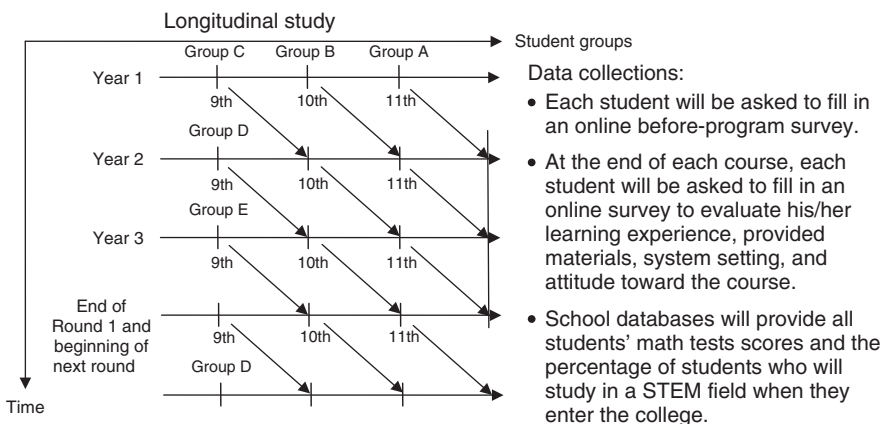 Longitudinal study
Student groups
Group C Group B Group A
Year 1
9th 10th 11th
Group D
Year 2
9th 10th 11th
Group E
Year 3
9th 10th 11th
End of
Round 1 and
beginning of
next round
9th 10th 11th
Group D
Time
Data collections:
• Each student will be asked to fill in
an online before-program survey.
• At the end of each course, each
student will be asked to fill in an
online survey to evaluate his/her
learning experience, provided
materials, system setting, and
attitude toward the course.
• School databases will provide all
students' math tests scores and the
percentage of students who will
study in a STEM field when they
enter the college.